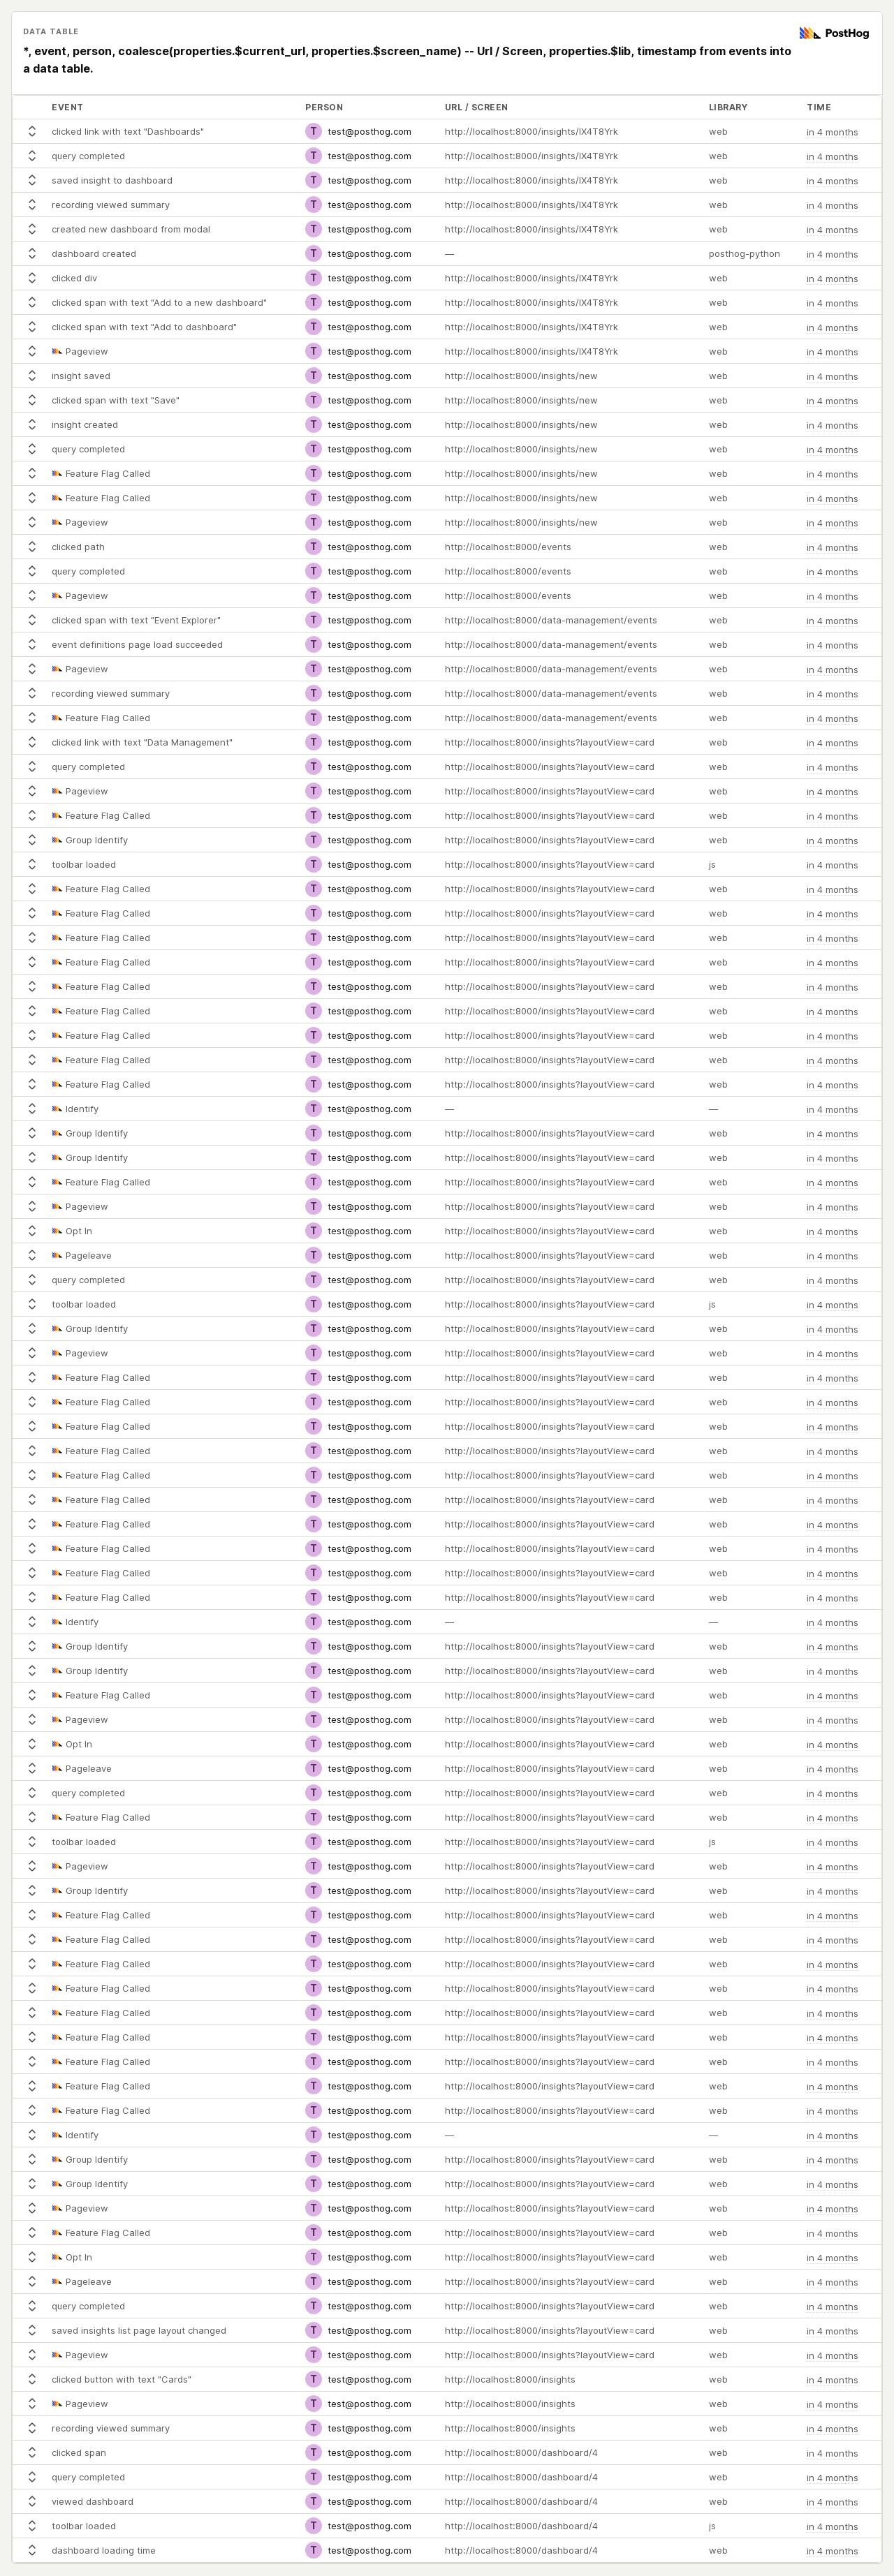 DATA TABLE
PostHog
*, event, person, coalesce(properties.$current_url, properties.$screen_name) -- Url / Screen, properties.$lib, timestamp from events into
a data table.
EVENT PERSON URL / SCREEN LIBRARY TIME
clicked link with text "Dashboards" T test@posthog.com http://localhost:8000/insights/lX4T8Yrk web in 4 months
query completed T test@posthog.com http://localhost:8000/insights/lX4T8Yrk web in 4 months
saved insight to dashboard T test@posthog.com http://localhost:8000/insights/lX4T8Yrk web in 4 months
recording viewed summary T test@posthog.com http://localhost:8000/insights/lX4T8Yrk web in 4 months
created new dashboard from modal T test@posthog.com http://localhost:8000/insights/lX4T8Yrk web in 4 months
dashboard created T test@posthog.com — posthog-python in 4 months
clicked div T test@posthog.com http://localhost:8000/insights/lX4T8Yrk web in 4 months
clicked span with text "Add to a new dashboard" T test@posthog.com http://localhost:8000/insights/lX4T8Yrk web in 4 months
clicked span with text "Add to dashboard" T test@posthog.com http://localhost:8000/insights/lX4T8Yrk web in 4 months
Pageview T test@posthog.com http://localhost:8000/insights/lX4T8Yrk web in 4 months
insight saved T test@posthog.com http://localhost:8000/insights/new web in 4 months
clicked span with text "Save" T test@posthog.com http://localhost:8000/insights/new web in 4 months
insight created T test@posthog.com http://localhost:8000/insights/new web in 4 months
query completed T test@posthog.com http://localhost:8000/insights/new web in 4 months
Feature Flag Called T test@posthog.com http://localhost:8000/insights/new web in 4 months
Feature Flag Called T test@posthog.com http://localhost:8000/insights/new web in 4 months
Pageview T test@posthog.com http://localhost:8000/insights/new web in 4 months
clicked path T test@posthog.com http://localhost:8000/events web in 4 months
query completed T test@posthog.com http://localhost:8000/events web in 4 months
Pageview T test@posthog.com http://localhost:8000/events web in 4 months
clicked span with text "Event Explorer" T test@posthog.com http://localhost:8000/data-management/events web in 4 months
event definitions page load succeeded T test@posthog.com http://localhost:8000/data-management/events web in 4 months
Pageview T test@posthog.com http://localhost:8000/data-management/events web in 4 months
recording viewed summary T test@posthog.com http://localhost:8000/data-management/events web in 4 months
Feature Flag Called T test@posthog.com http://localhost:8000/data-management/events web in 4 months
clicked link with text "Data Management" T test@posthog.com http://localhost:8000/insights?layoutView=card web in 4 months
query completed T test@posthog.com http://localhost:8000/insights?layoutView=card web in 4 months
Pageview T test@posthog.com http://localhost:8000/insights?layoutView=card web in 4 months
Feature Flag Called T test@posthog.com http://localhost:8000/insights?layoutView=card web in 4 months
Group Identify T test@posthog.com http://localhost:8000/insights?layoutView=card web in 4 months
toolbar loaded T test@posthog.com http://localhost:8000/insights?layoutView=card js in 4 months
Feature Flag Called T test@posthog.com http://localhost:8000/insights?layoutView=card web in 4 months
Feature Flag Called T test@posthog.com http://localhost:8000/insights?layoutView=card web in 4 months
Feature Flag Called T test@posthog.com http://localhost:8000/insights?layoutView=card web in 4 months
Feature Flag Called T test@posthog.com http://localhost:8000/insights?layoutView=card web in 4 months
Feature Flag Called T test@posthog.com http://localhost:8000/insights?layoutView=card web in 4 months
Feature Flag Called T test@posthog.com http://localhost:8000/insights?layoutView=card web in 4 months
Feature Flag Called T test@posthog.com http://localhost:8000/insights?layoutView=card web in 4 months
Feature Flag Called T test@posthog.com http://localhost:8000/insights?layoutView=card web in 4 months
Feature Flag Called T test@posthog.com http://localhost:8000/insights?layoutView=card web in 4 months
Identify T test@posthog.com — — in 4 months
Group Identify T test@posthog.com http://localhost:8000/insights?layoutView=card web in 4 months
Group Identify T test@posthog.com http://localhost:8000/insights?layoutView=card web in 4 months
Feature Flag Called T test@posthog.com http://localhost:8000/insights?layoutView=card web in 4 months
Pageview T test@posthog.com http://localhost:8000/insights?layoutView=card web in 4 months
Opt In T test@posthog.com http://localhost:8000/insights?layoutView=card web in 4 months
Pageleave T test@posthog.com http://localhost:8000/insights?layoutView=card web in 4 months
query completed T test@posthog.com http://localhost:8000/insights?layoutView=card web in 4 months
toolbar loaded T test@posthog.com http://localhost:8000/insights?layoutView=card js in 4 months
Group Identify T test@posthog.com http://localhost:8000/insights?layoutView=card web in 4 months
Pageview T test@posthog.com http://localhost:8000/insights?layoutView=card web in 4 months
Feature Flag Called T test@posthog.com http://localhost:8000/insights?layoutView=card web in 4 months
Feature Flag Called T test@posthog.com http://localhost:8000/insights?layoutView=card web in 4 months
Feature Flag Called T test@posthog.com http://localhost:8000/insights?layoutView=card web in 4 months
Feature Flag Called T test@posthog.com http://localhost:8000/insights?layoutView=card web in 4 months
Feature Flag Called T test@posthog.com http://localhost:8000/insights?layoutView=card web in 4 months
Feature Flag Called T test@posthog.com http://localhost:8000/insights?layoutView=card web in 4 months
Feature Flag Called T test@posthog.com http://localhost:8000/insights?layoutView=card web in 4 months
Feature Flag Called T test@posthog.com http://localhost:8000/insights?layoutView=card web in 4 months
Feature Flag Called T test@posthog.com http://localhost:8000/insights?layoutView=card web in 4 months
Feature Flag Called T test@posthog.com http://localhost:8000/insights?layoutView=card web in 4 months
Identify T test@posthog.com — — in 4 months
Group Identify T test@posthog.com http://localhost:8000/insights?layoutView=card web in 4 months
Group Identify T test@posthog.com http://localhost:8000/insights?layoutView=card web in 4 months
Feature Flag Called T test@posthog.com http://localhost:8000/insights?layoutView=card web in 4 months
Pageview T test@posthog.com http://localhost:8000/insights?layoutView=card web in 4 months
Opt In T test@posthog.com http://localhost:8000/insights?layoutView=card web in 4 months
Pageleave T test@posthog.com http://localhost:8000/insights?layoutView=card web in 4 months
query completed T test@posthog.com http://localhost:8000/insights?layoutView=card web in 4 months
Feature Flag Called T test@posthog.com http://localhost:8000/insights?layoutView=card web in 4 months
toolbar loaded T test@posthog.com http://localhost:8000/insights?layoutView=card js in 4 months
Pageview T test@posthog.com http://localhost:8000/insights?layoutView=card web in 4 months
Group Identify T test@posthog.com http://localhost:8000/insights?layoutView=card web in 4 months
Feature Flag Called T test@posthog.com http://localhost:8000/insights?layoutView=card web in 4 months
Feature Flag Called T test@posthog.com http://localhost:8000/insights?layoutView=card web in 4 months
Feature Flag Called T test@posthog.com http://localhost:8000/insights?layoutView=card web in 4 months
Feature Flag Called T test@posthog.com http://localhost:8000/insights?layoutView=card web in 4 months
Feature Flag Called T test@posthog.com http://localhost:8000/insights?layoutView=card web in 4 months
Feature Flag Called T test@posthog.com http://localhost:8000/insights?layoutView=card web in 4 months
Feature Flag Called T test@posthog.com http://localhost:8000/insights?layoutView=card web in 4 months
Feature Flag Called T test@posthog.com http://localhost:8000/insights?layoutView=card web in 4 months
Feature Flag Called T test@posthog.com http://localhost:8000/insights?layoutView=card web in 4 months
Identify T test@posthog.com — — in 4 months
Group Identify T test@posthog.com http://localhost:8000/insights?layoutView=card web in 4 months
Group Identify T test@posthog.com http://localhost:8000/insights?layoutView=card web in 4 months
Pageview T test@posthog.com http://localhost:8000/insights?layoutView=card web in 4 months
Feature Flag Called T test@posthog.com http://localhost:8000/insights?layoutView=card web in 4 months
Opt In T test@posthog.com http://localhost:8000/insights?layoutView=card web in 4 months
Pageleave T test@posthog.com http://localhost:8000/insights?layoutView=card web in 4 months
query completed T test@posthog.com http://localhost:8000/insights?layoutView=card web in 4 months
saved insights list page layout changed T test@posthog.com http://localhost:8000/insights?layoutView=card web in 4 months
Pageview T test@posthog.com http://localhost:8000/insights?layoutView=card web in 4 months
clicked button with text "Cards" T test@posthog.com http://localhost:8000/insights web in 4 months
Pageview T test@posthog.com http://localhost:8000/insights web in 4 months
recording viewed summary T test@posthog.com http://localhost:8000/insights web in 4 months
clicked span T test@posthog.com http://localhost:8000/dashboard/4 web in 4 months
query completed T test@posthog.com http://localhost:8000/dashboard/4 web in 4 months
viewed dashboard T test@posthog.com http://localhost:8000/dashboard/4 web in 4 months
toolbar loaded T test@posthog.com http://localhost:8000/dashboard/4 js in 4 months
dashboard loading time T test@posthog.com http://localhost:8000/dashboard/4 web in 4 months